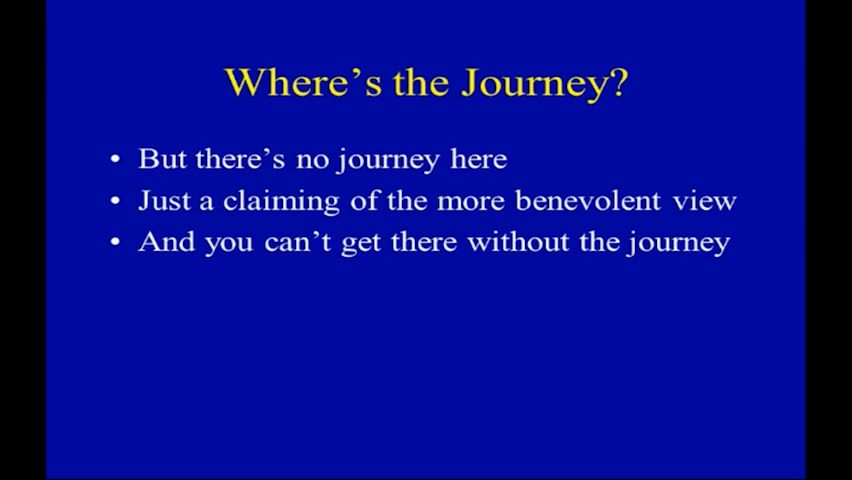 Where’s the Journey?
• But there’s no journey here
• Just a claiming of the more benevolent view
• And you can’t get there without the journey